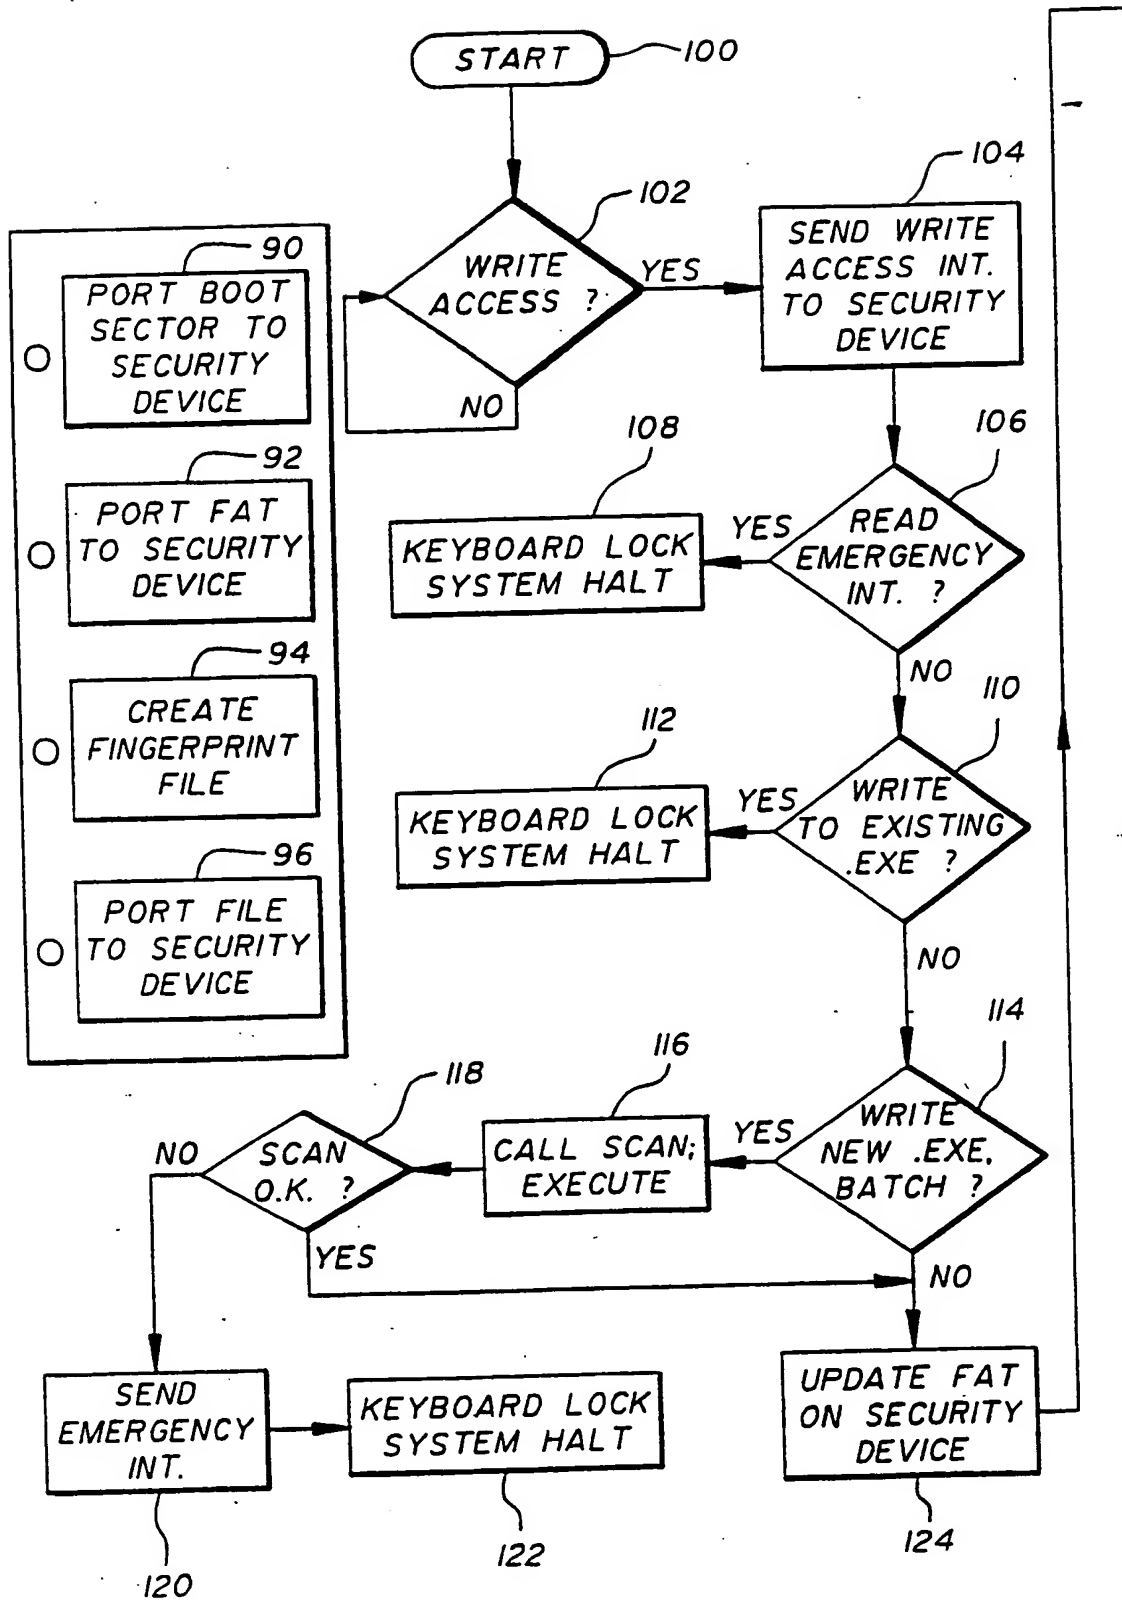 START
100
102
WRITE
ACCESS ?
YES
NO
104
SEND WRITE
ACCESS INT.
TO SECURITY
DEVICE
90
PORT BOOT
SECTOR TO
SECURITY
DEVICE
92
PORT FAT
TO SECURITY
DEVICE
94
CREATE
FINGERPRINT
FILE
96
PORT FILE
TO SECURITY
DEVICE
106
READ
EMERGENCY
INT. ?
YES
NO
108
KEYBOARD LOCK
SYSTEM HALT
110
WRITE
TO EXISTING
.EXE ?
YES
NO
112
KEYBOARD LOCK
SYSTEM HALT
114
WRITE
NEW .EXE,
BATCH ?
YES
NO
116
CALL SCAN;
EXECUTE
118
SCAN
O.K. ?
NO
YES
SEND
EMERGENCY
INT.
120
KEYBOARD LOCK
SYSTEM HALT
122
UPDATE FAT
ON SECURITY
DEVICE
124